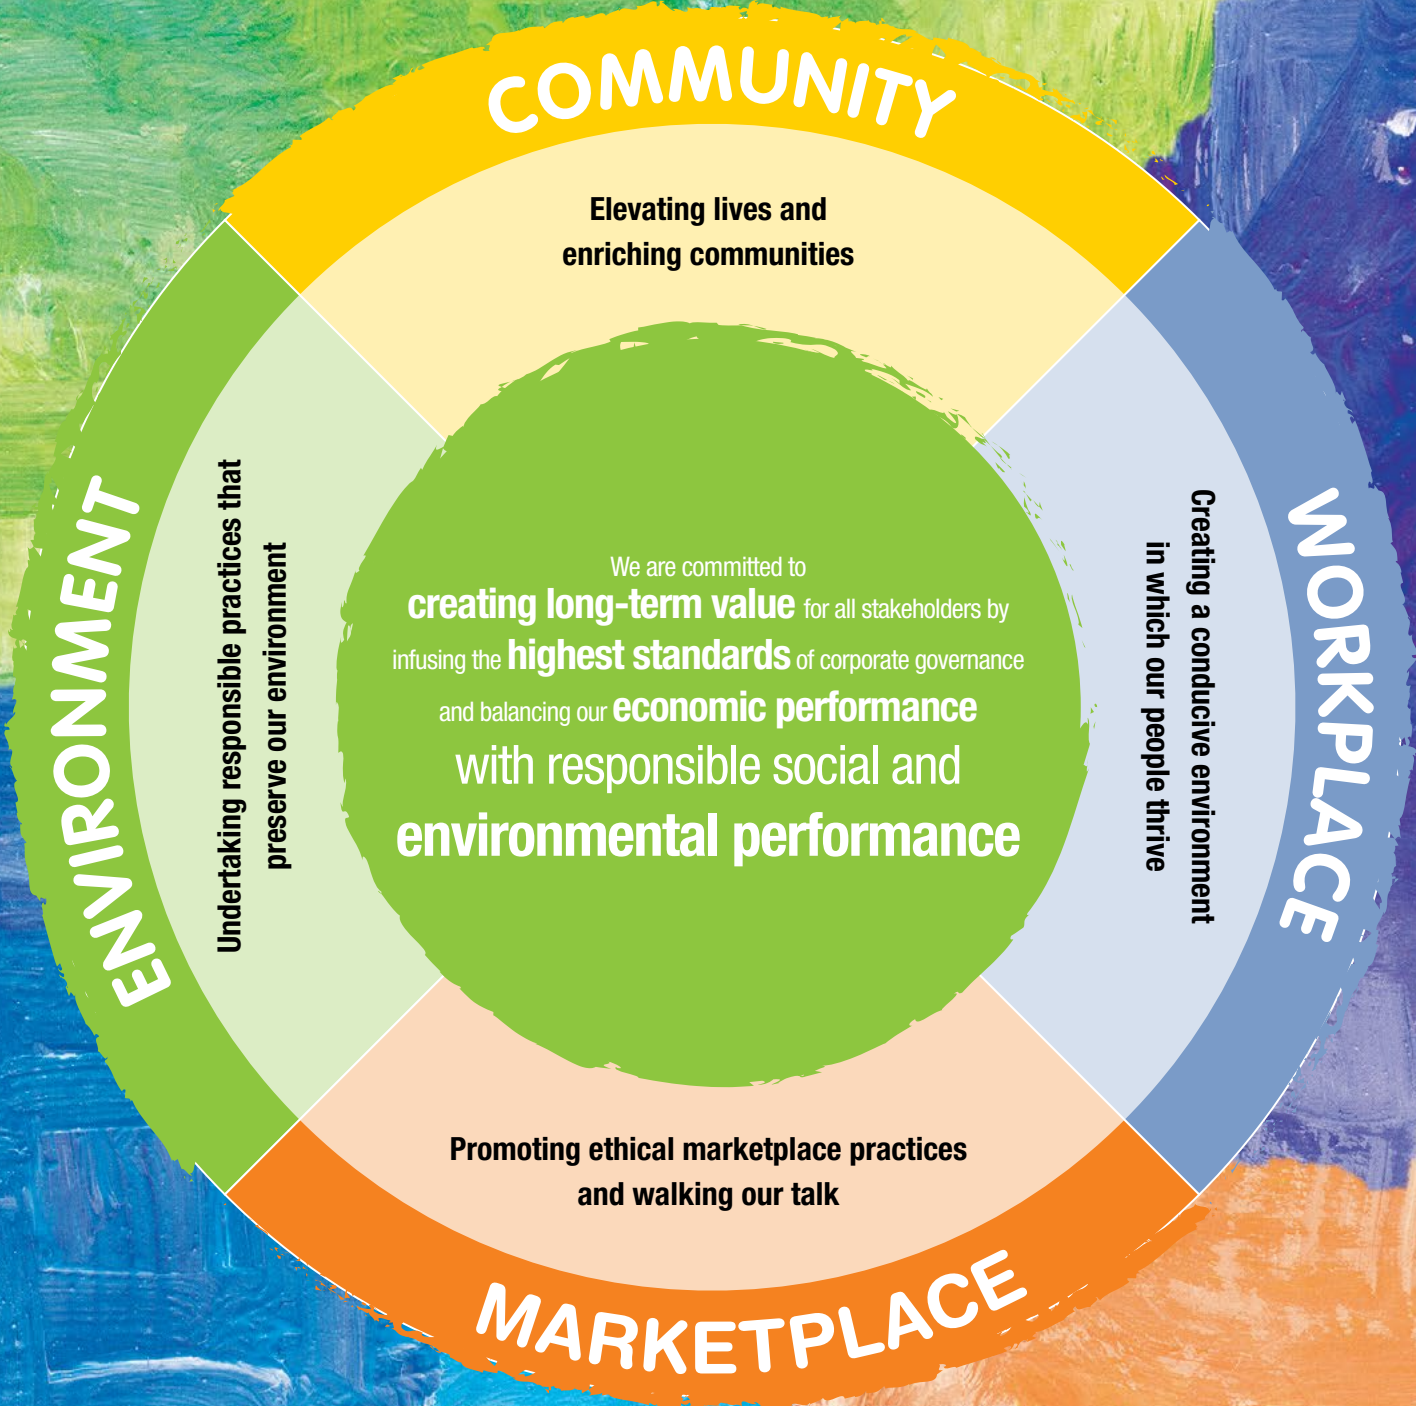 COMMUNITY
Elevating lives and
enriching communities
ENVIRONMENT
Undertaking responsible practices that
preserve our environment
We are committed to
creating long-term value for all stakeholders by
infusing the highest standards of corporate governance
and balancing our economic performance
with responsible social and
environmental performance
WORKPLACE
Creating a conducive environment
in which our people thrive
Promoting ethical marketplace practices
and walking our talk
MARKETPLACE